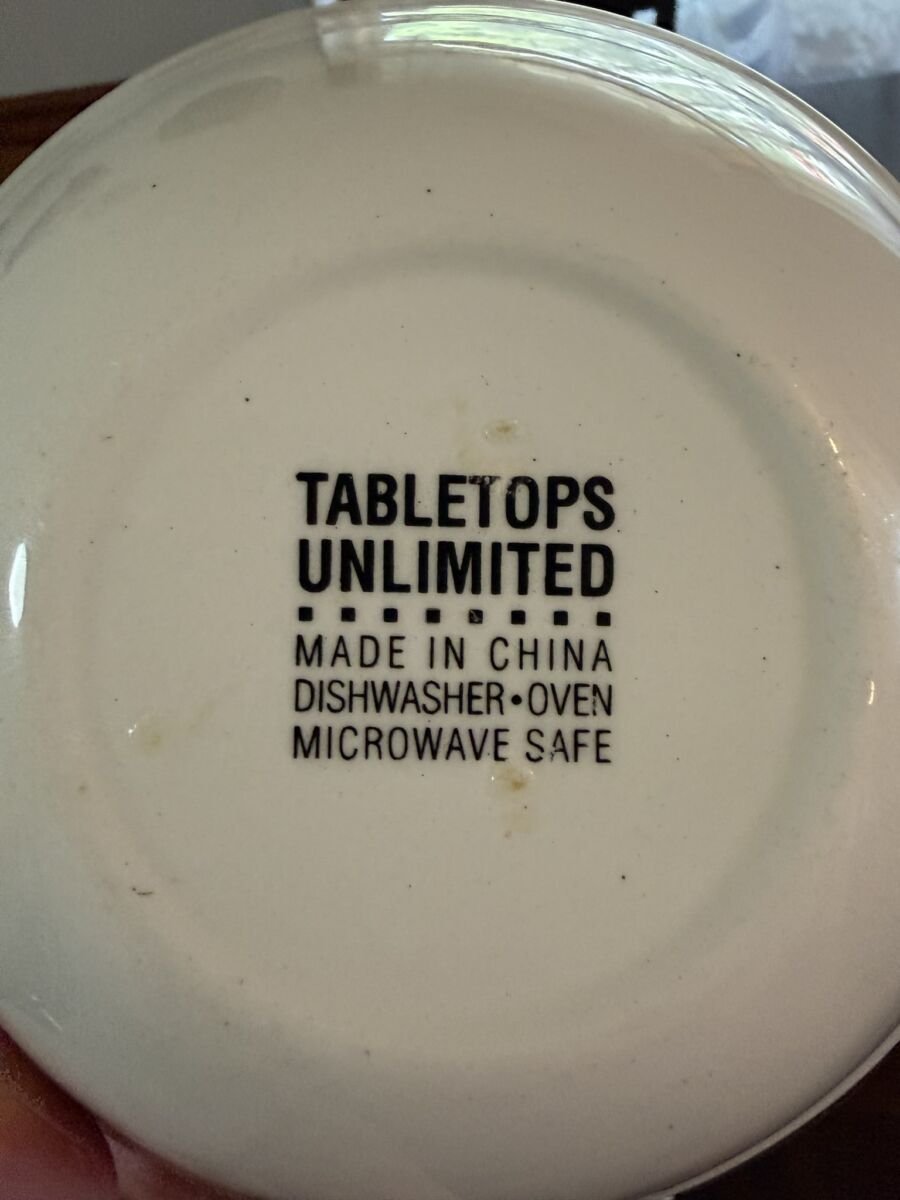 TABLETOPS
UNLIMITED
MADE IN CHINA
DISHWASHER•OVEN
MICROWAVE SAFE